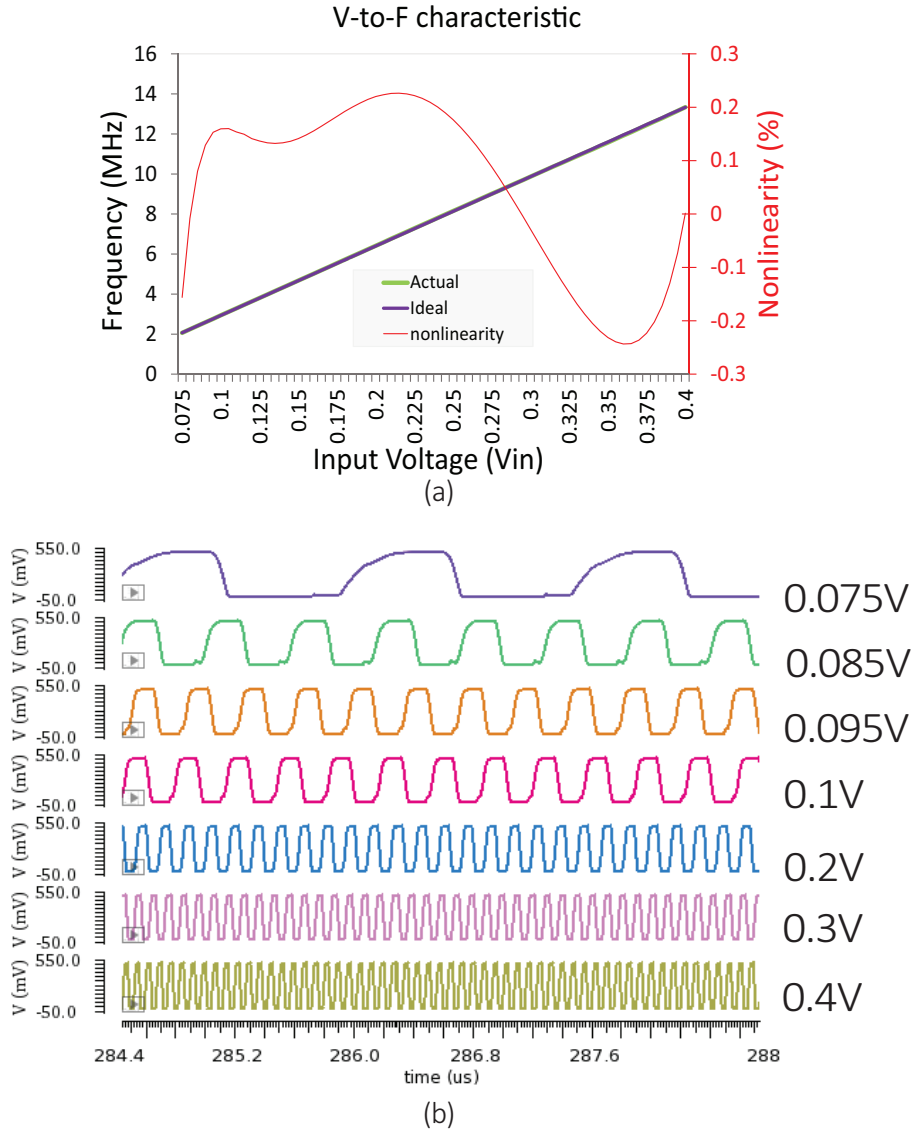 V-to-F characteristic
Frequency (MHz)
16
14
12
10
8
6
4
2
0
0.3
0.2
0.1
0
-0.1
-0.2
-0.3
Nonlinearity (%)
Actual
Ideal
nonlinearity
0.075
0.1
0.125
0.15
0.175
0.2
0.225
0.25
0.275
0.3
0.325
0.35
0.375
0.4
Input Voltage (Vin)
(a)
V (mV) 550.0
-50.0
0.075V
V (mV) 550.0
-50.0
0.085V
V (mV) 550.0
-50.0
0.095V
V (mV) 550.0
-50.0
0.1V
V (mV) 550.0
-50.0
0.2V
V (mV) 550.0
-50.0
0.3V
V (mV) 550.0
-50.0
0.4V
284.4 285.2 286.0 286.8 287.6 288
time (us)
(b)